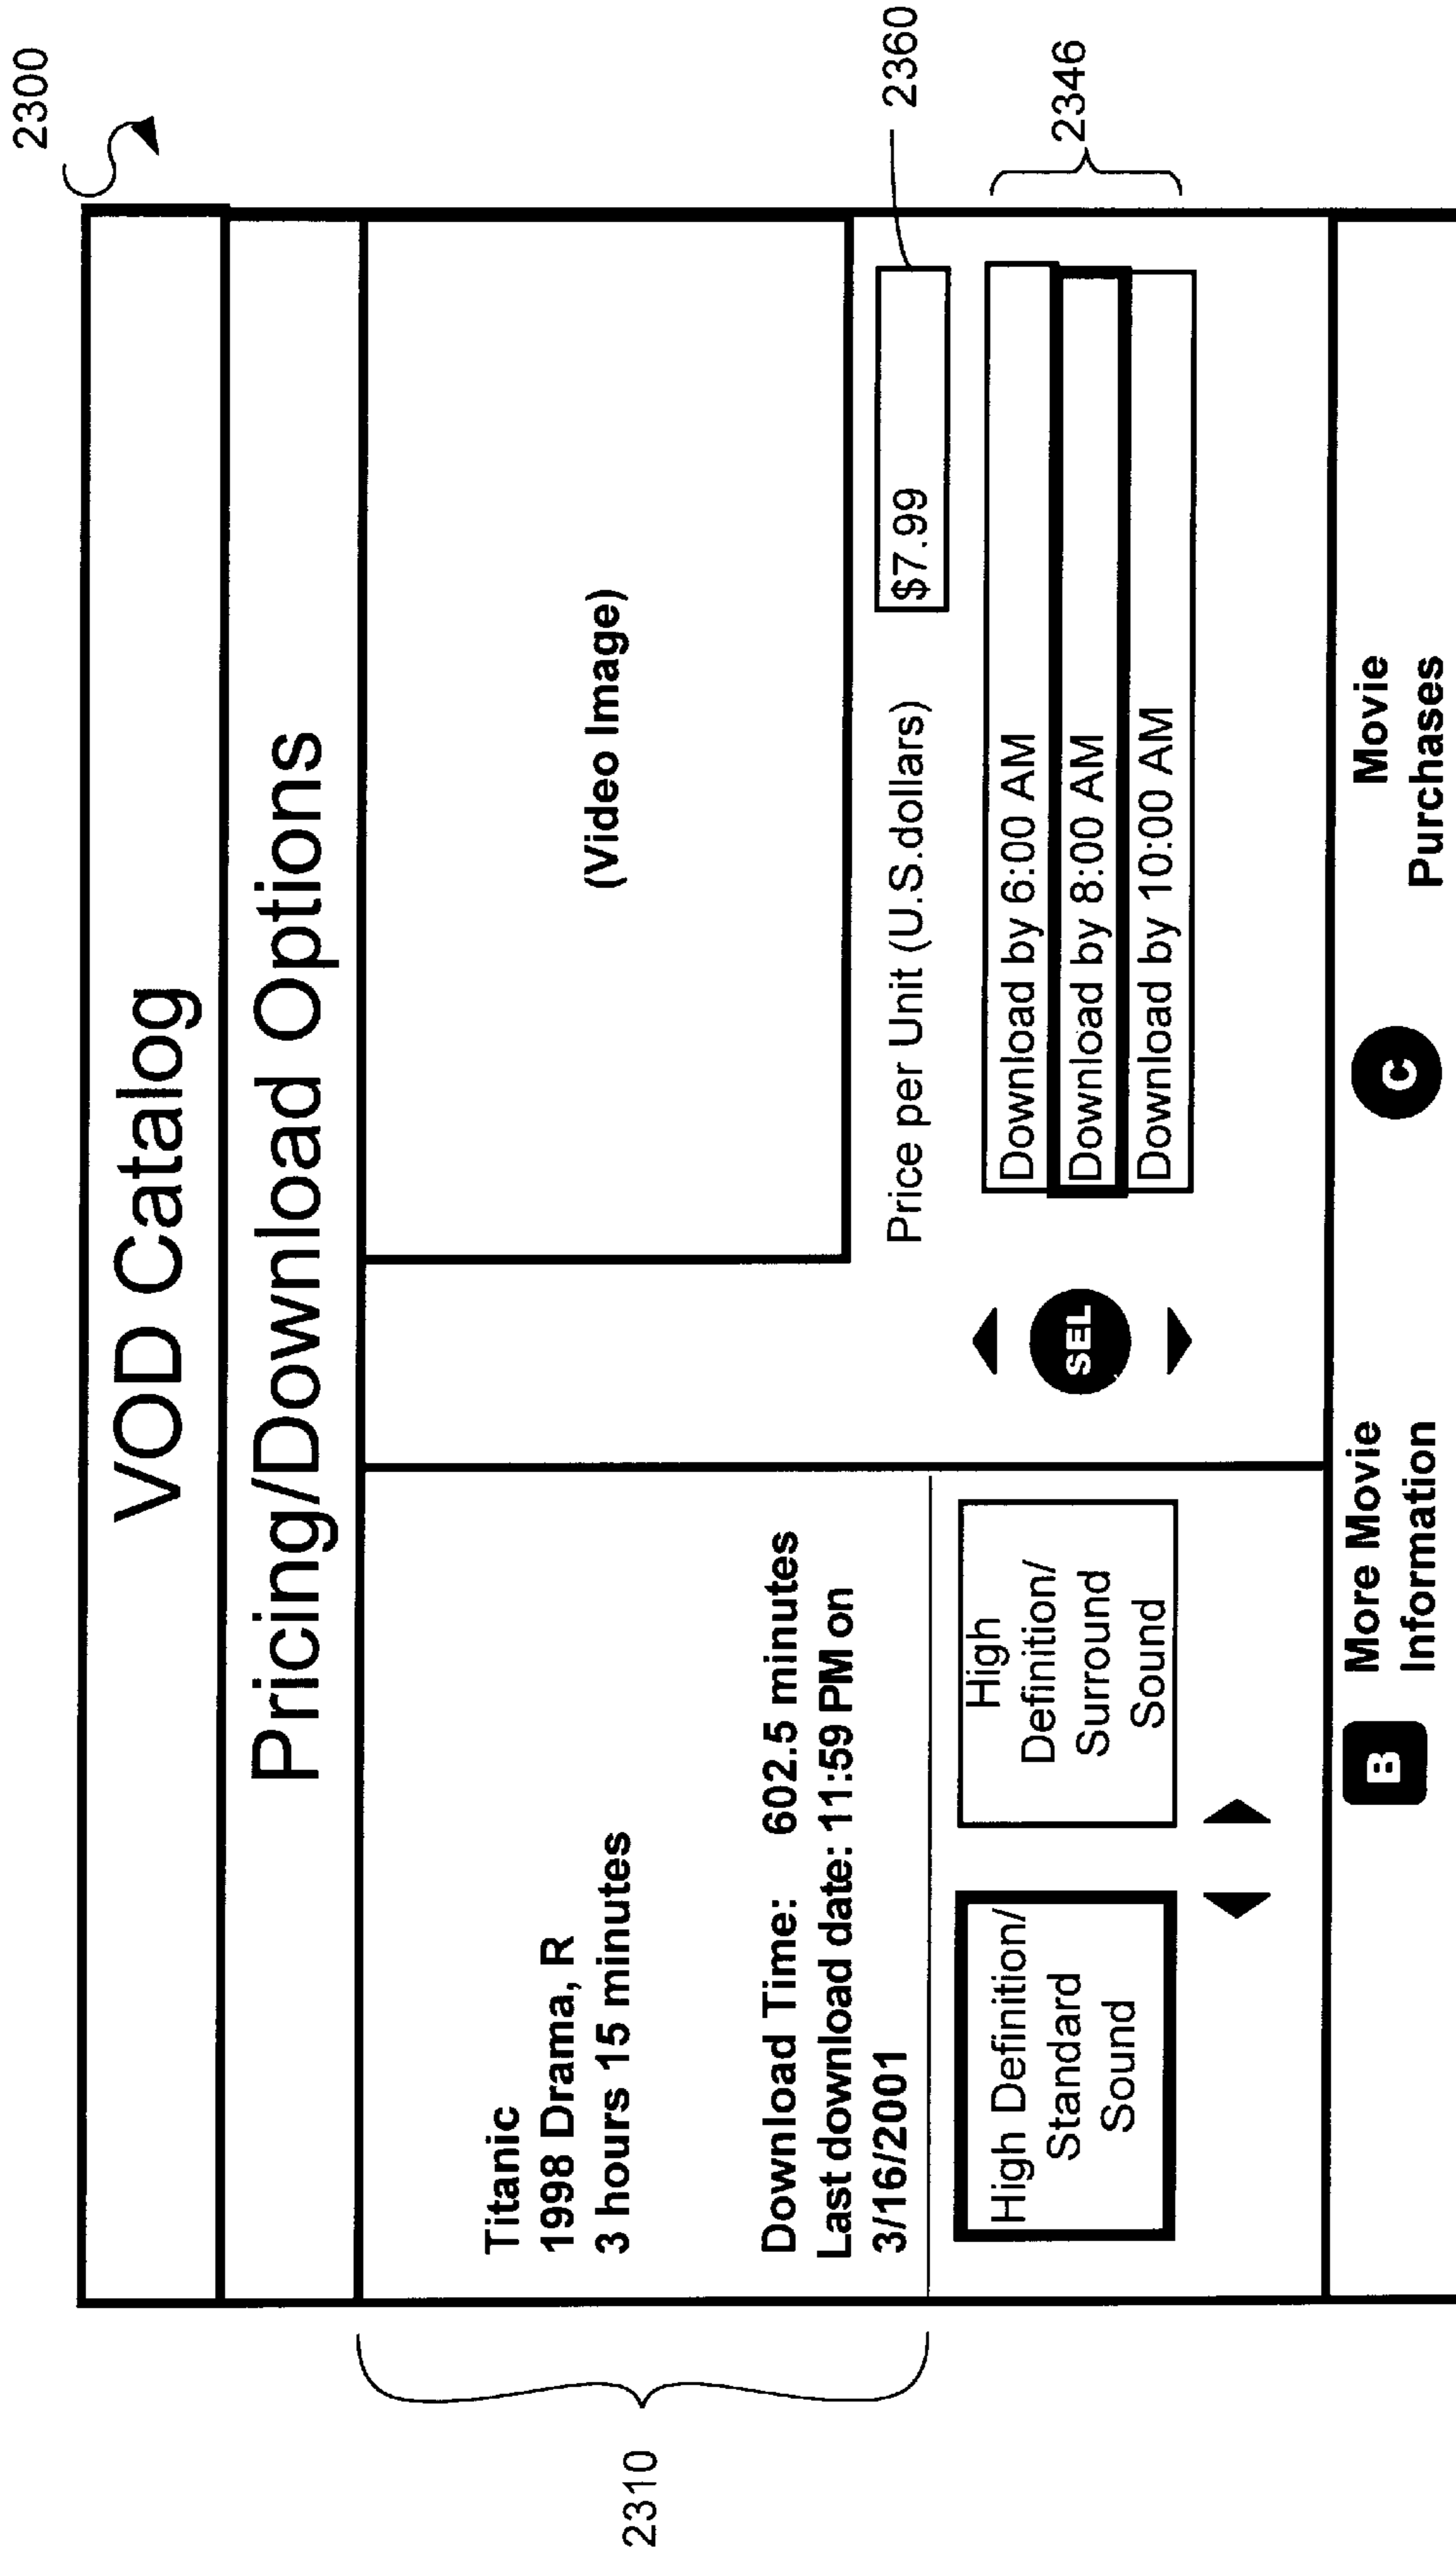 2300
VOD Catalog
Pricing/Download Options
Titanic
1998 Drama, R
3 hours 15 minutes
Download Time: 602.5 minutes
Last download date: 11:59 PM on
3/16/2001
2310
(Video Image)
High Definition/
Standard
Sound
High
Definition/
Surround
Sound
SEL
Price per Unit (U.S.dollars)
$7.99
2360
Download by 6:00 AM
Download by 8:00 AM
Download by 10:00 AM
2346
B
More Movie
Information
C
Movie
Purchases